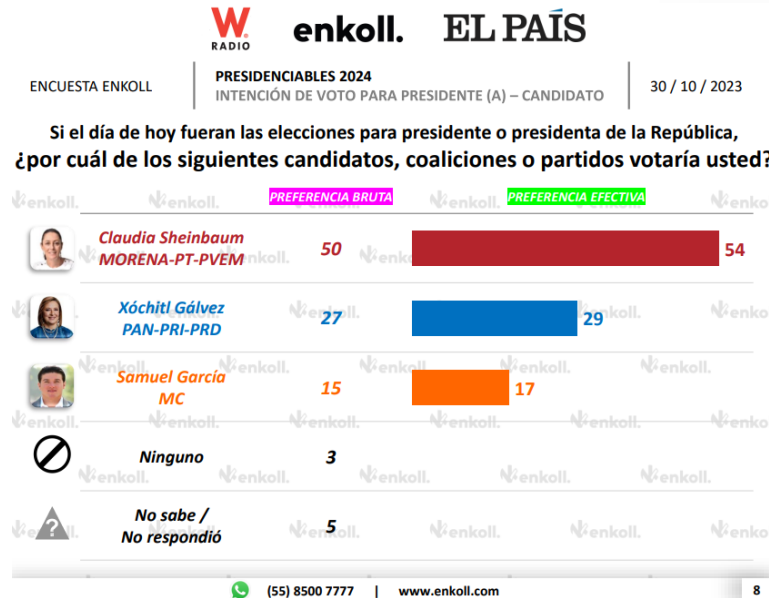 W
RADIO
enkoll.
EL PAÍS
ENCUESTA ENKOLL
PRESIDENCIABLES 2024
INTENCIÓN DE VOTO PARA PRESIDENTE (A) – CANDIDATO
30 / 10 / 2023
Si el día de hoy fueran las elecciones para presidente o presidenta de la República,
¿por cuál de los siguientes candidatos, coaliciones o partidos votaría usted?
PREFERENCIA BRUTA
PREFERENCIA EFECTIVA
Claudia Sheinbaum
MORENA-PT-PVEM
50
54
Xóchitl Gálvez
PAN-PRI-PRD
27
29
Samuel García
MC
15
17
Ninguno
3
No sabe /
No respondió
5
(55) 8500 7777 | www.enkoll.com
8